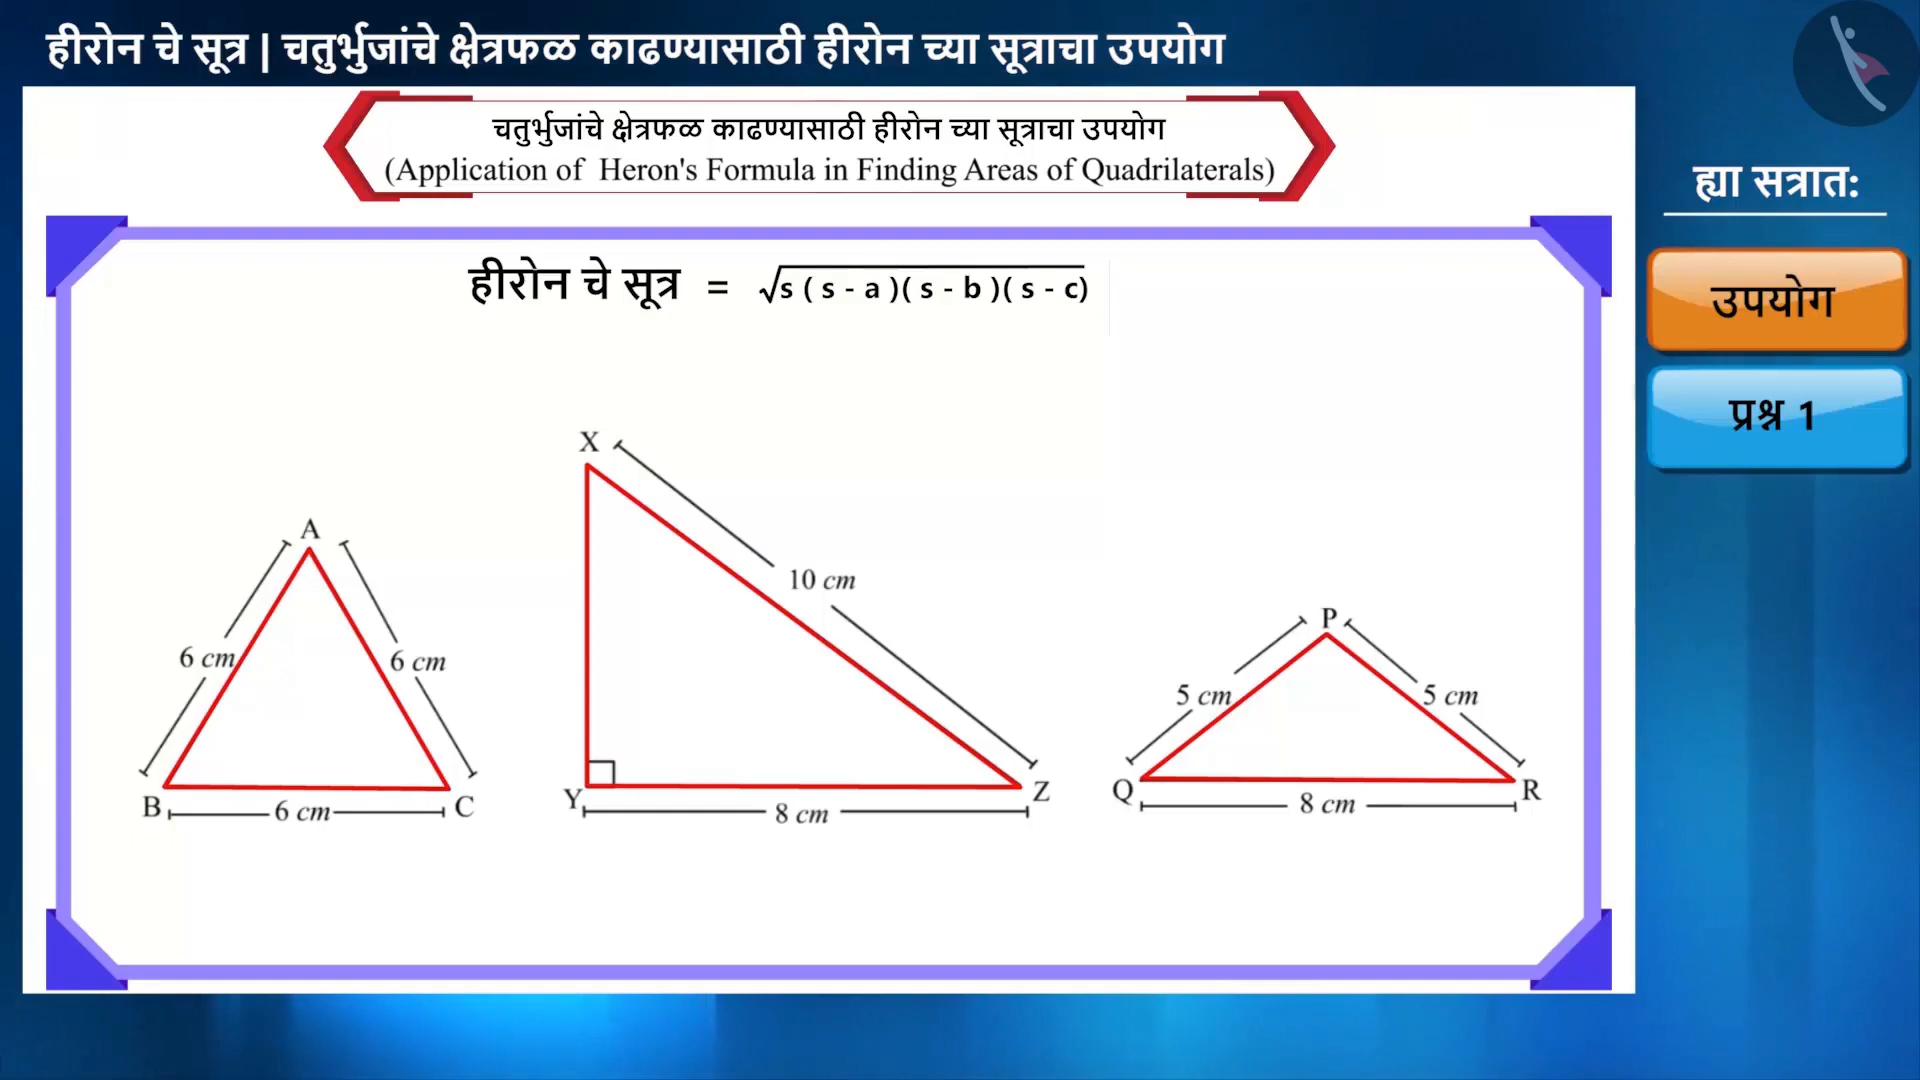 हीरोन चे सूत्र | चतुर्भुजांचे क्षेत्रफळ काढण्यासाठी हीरोन च्या सूत्राचा उपयोग
चतुर्भुजांचे क्षेत्रफळ काढण्यासाठी हीरोन च्या सूत्राचा उपयोग
(Application of Heron's Formula in Finding Areas of Quadrilaterals)
ह्या सत्रात:
उपयोग
प्रश्न 1
हीरोन चे सूत्र = √s ( s - a )( s - b )( s - c)
A
6 cm
6 cm
B
6 cm
C
X
10 cm
Y
8 cm
Z
P
5 cm
5 cm
Q
8 cm
R